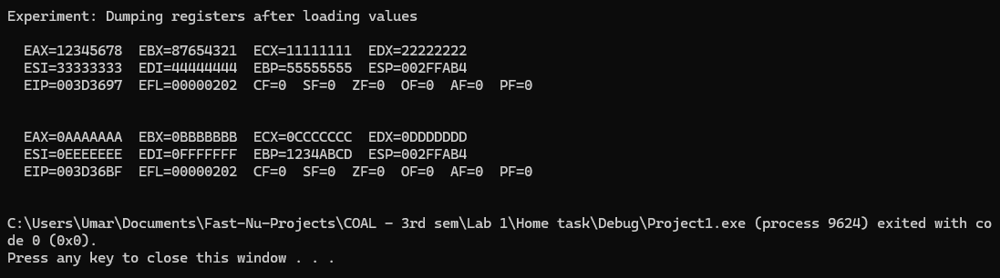 Experiment: Dumping registers after loading values
EAX=12345678 EBX=87654321 ECX=11111111 EDX=22222222
ESI=33333333 EDI=44444444 EBP=55555555 ESP=002FFAB4
EIP=003D3697 EFL=00000202 CF=0 SF=0 ZF=0 OF=0 AF=0 PF=0
EAX=0AAAAAAA EBX=0BBBBBBB ECX=0CCCCCCC EDX=0DDDDDDD
ESI=0EEEEEEE EDI=0FFFFFFF EBP=1234ABCD ESP=002FFAB4
EIP=003D36BF EFL=00000202 CF=0 SF=0 ZF=0 OF=0 AF=0 PF=0
C:\Users\Umar\Documents\Fast-Nu-Projects\COAL - 3rd sem\Lab 1\Home task\Debug\Project1.exe (process 9624) exited with co
de 0 (0x0).
Press any key to close this window . . .